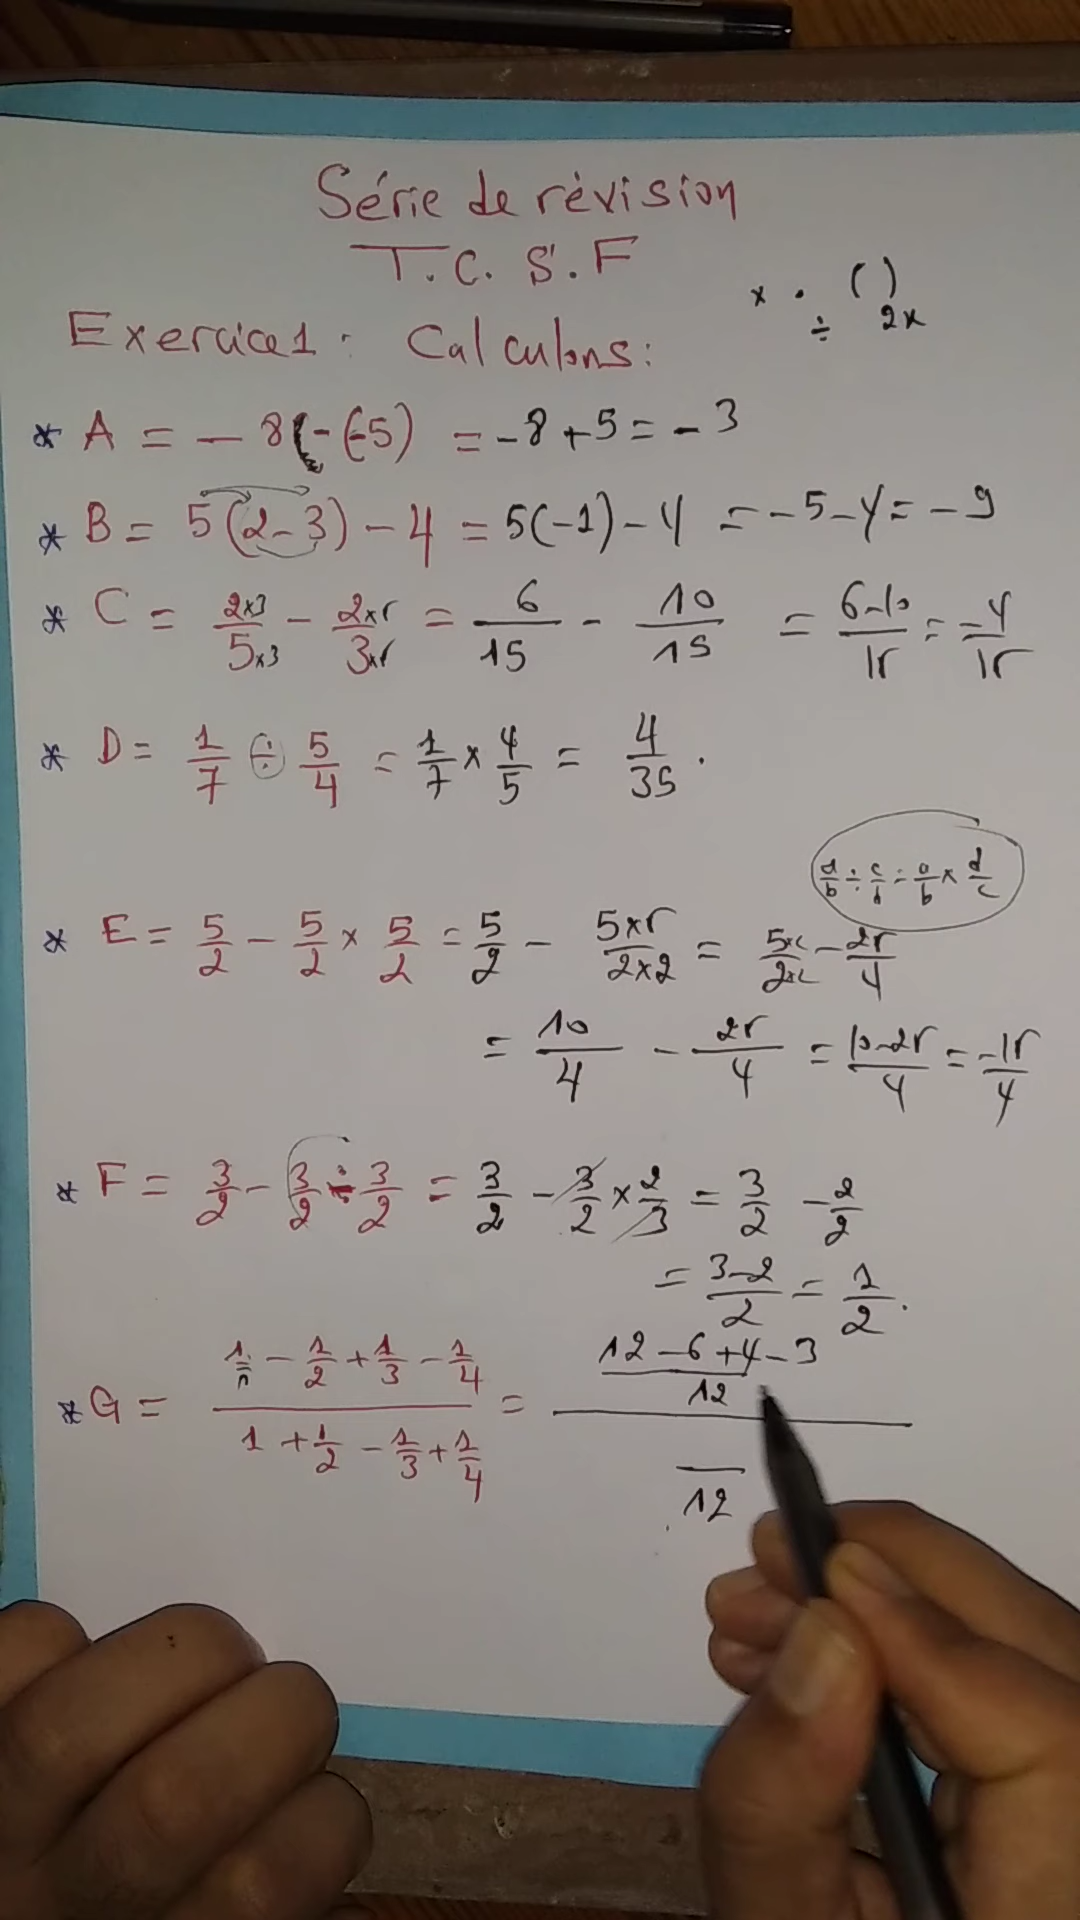 Série de révision
T.C.S.F
× · ( )
÷ 2x
Exercice 1 : Calculons :
* A = - 8 (- (-5) = -8 + 5 = -3
* B = 5(2-3) - 4 = 5(-1) - 4 = -5-4 = -9
* C = 2×3/5×3 - 2×5/3×5 = 6/15 - 10/15 = 6-10/15 = -4/15
* D = 1/7 ÷ 5/4 = 1/7 × 4/5 = 4/35 .
a/b ÷ c/d = a/b × d/c
* E = 5/2 - 5/2 × 5/2 = 5/2 - 5×5/2×2 = 5×2/2×2 - 25/4
= 10/4 - 25/4 = 10-25/4 = -15/4
* F = 3/2 - 3/2 ÷ 3/2 = 3/2 - 3/2 × 2/3 = 3/2 - 2/2
= 3-2/2 = 1/2 .
* G = (1/1 - 1/2 + 1/3 - 1/4)/(1 + 1/2 - 1/3 + 1/4) = (12-6+4-3/12)/( /12)